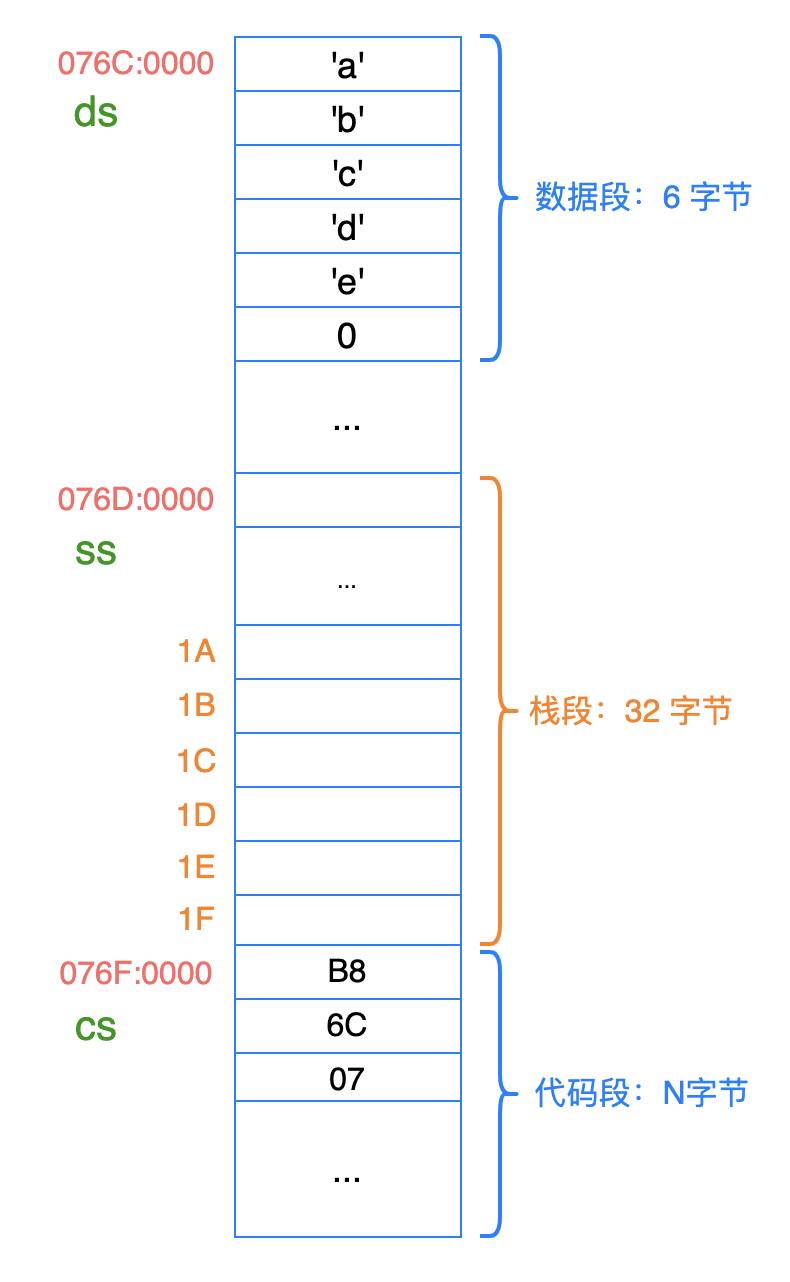 076C:0000
'a'
ds
'b'
'c'
数据段：6 字节
'd'
'e'
0
...
076D:0000
ss
...
1A
1B
栈段：32 字节
1C
1D
1E
1F
076F:0000
B8
cs
6C
07
代码段：N字节
...